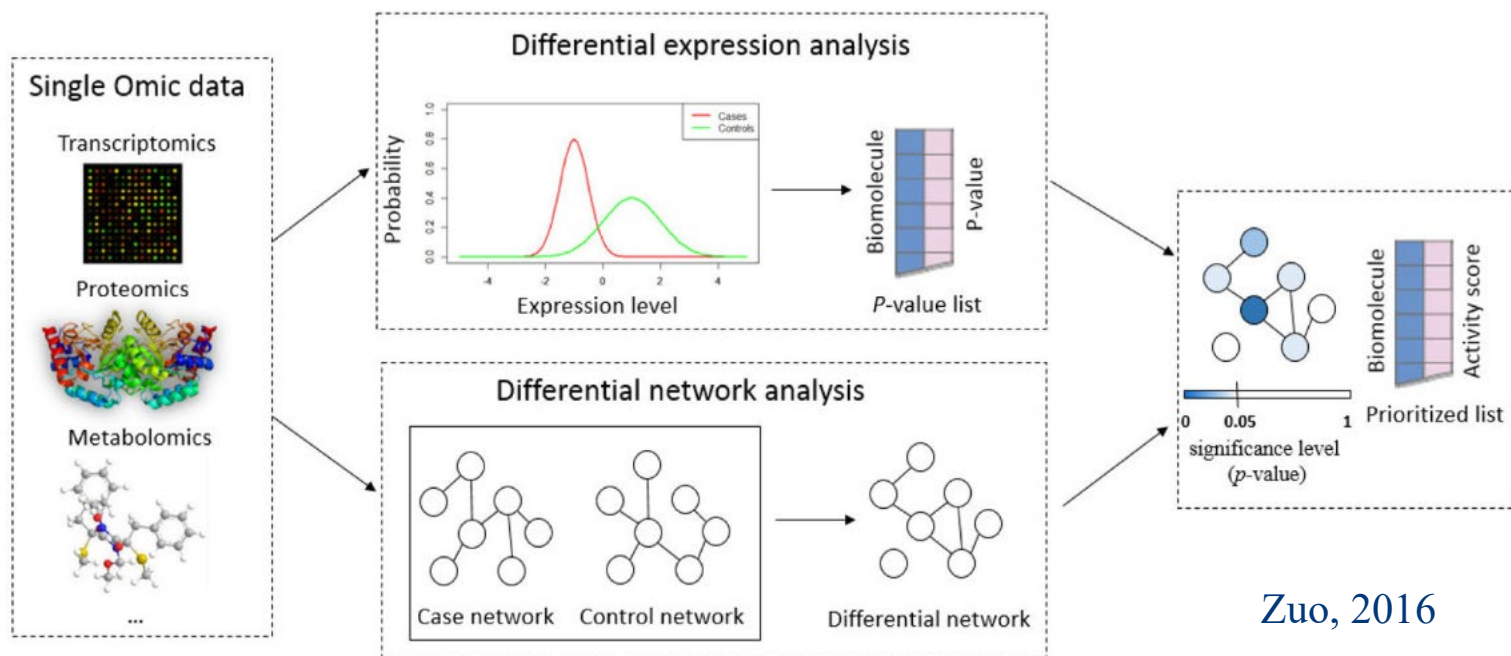 Single Omic data
Transcriptomics
Proteomics
Metabolomics
...
Differential expression analysis
Probability
1.0
0.8
0.6
0.4
0.2
0.0
Cases
Controls
-4
-2
0
2
4
Expression level
Biomolecule
P-value
P-value list
Differential network analysis
Case network
Control network
Differential network
Biomolecule
Activity score
0
0.05
1
significance level
(p-value)
Prioritized list
Zuo, 2016